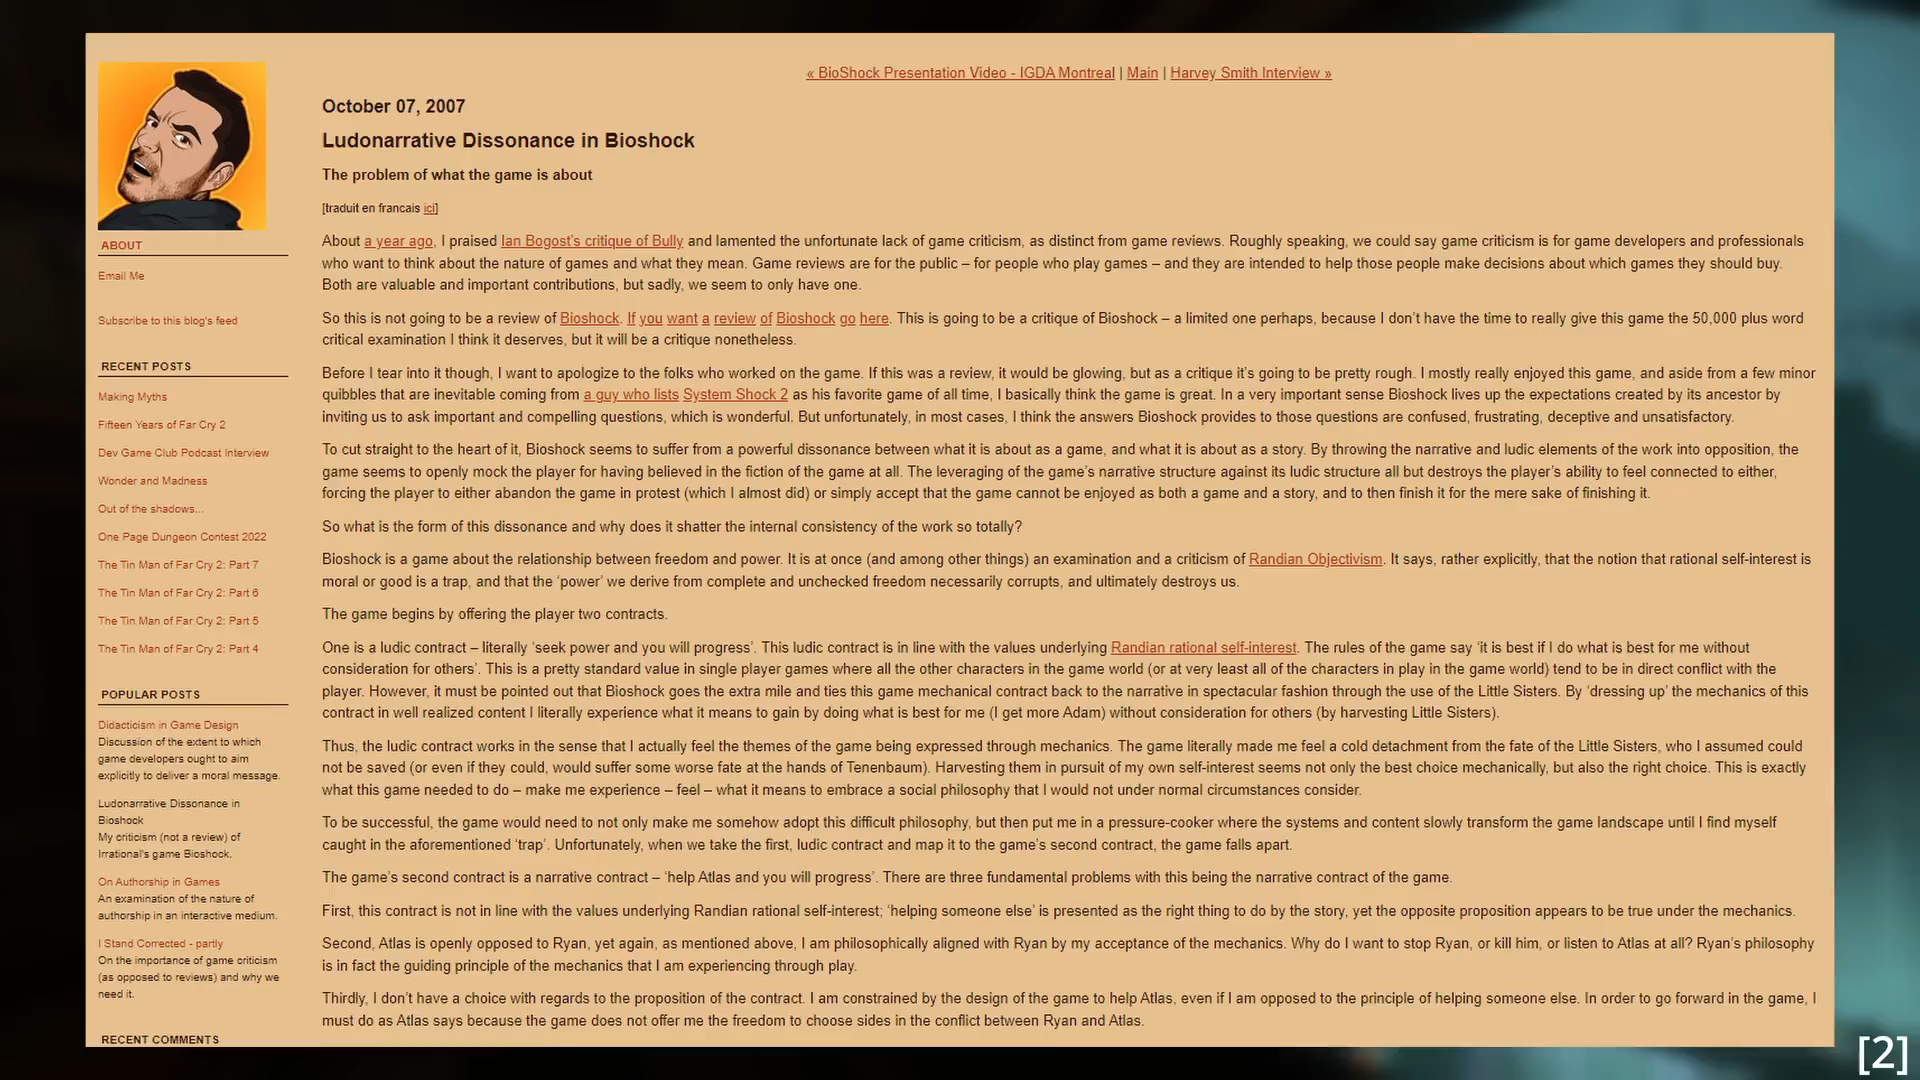 « BioShock Presentation Video - IGDA Montreal | Main | Harvey Smith Interview »
October 07, 2007
Ludonarrative Dissonance in Bioshock
The problem of what the game is about
[traduit en francais ici]
About a year ago, I praised Ian Bogost's critique of Bully and lamented the unfortunate lack of game criticism, as distinct from game reviews. Roughly speaking, we could say game criticism is for game developers and professionals
who want to think about the nature of games and what they mean. Game reviews are for the public – for people who play games – and they are intended to help those people make decisions about which games they should buy.
Both are valuable and important contributions, but sadly, we seem to only have one.
So this is not going to be a review of Bioshock. If you want a review of Bioshock go here. This is going to be a critique of Bioshock – a limited one perhaps, because I don't have the time to really give this game the 50,000 plus word
critical examination I think it deserves, but it will be a critique nonetheless.
Before I tear into it though, I want to apologize to the folks who worked on the game. If this was a review, it would be glowing, but as a critique it's going to be pretty rough. I mostly really enjoyed this game, and aside from a few minor
quibbles that are inevitable coming from a guy who lists System Shock 2 as his favorite game of all time, I basically think the game is great. In a very important sense Bioshock lives up the expectations created by its ancestor by
inviting us to ask important and compelling questions, which is wonderful. But unfortunately, in most cases, I think the answers Bioshock provides to those questions are confused, frustrating, deceptive and unsatisfactory.
To cut straight to the heart of it, Bioshock seems to suffer from a powerful dissonance between what it is about as a game, and what it is about as a story. By throwing the narrative and ludic elements of the work into opposition, the
game seems to openly mock the player for having believed in the fiction of the game at all. The leveraging of the game's narrative structure against its ludic structure all but destroys the player's ability to feel connected to either,
forcing the player to either abandon the game in protest (which I almost did) or simply accept that the game cannot be enjoyed as both a game and a story, and to then finish it for the mere sake of finishing it.
So what is the form of this dissonance and why does it shatter the internal consistency of the work so totally?
Bioshock is a game about the relationship between freedom and power. It is at once (and among other things) an examination and a criticism of Randian Objectivism. It says, rather explicitly, that the notion that rational self-interest is
moral or good is a trap, and that the 'power' we derive from complete and unchecked freedom necessarily corrupts, and ultimately destroys us.
The game begins by offering the player two contracts.
One is a ludic contract – literally 'seek power and you will progress'. This ludic contract is in line with the values underlying Randian rational self-interest. The rules of the game say 'it is best if I do what is best for me without
consideration for others'. This is a pretty standard value in single player games where all the other characters in the game world (or at very least all of the characters in play in the game world) tend to be in direct conflict with the
player. However, it must be pointed out that Bioshock goes the extra mile and ties this game mechanical contract back to the narrative in spectacular fashion through the use of the Little Sisters. By 'dressing up' the mechanics of this
contract in well realized content I literally experience what it means to gain by doing what is best for me (I get more Adam) without consideration for others (by harvesting Little Sisters).
Thus, the ludic contract works in the sense that I actually feel the themes of the game being expressed through mechanics. The game literally made me feel a cold detachment from the fate of the Little Sisters, who I assumed could
not be saved (or even if they could, would suffer some worse fate at the hands of Tenenbaum). Harvesting them in pursuit of my own self-interest seems not only the best choice mechanically, but also the right choice. This is exactly
what this game needed to do – make me experience – feel – what it means to embrace a social philosophy that I would not under normal circumstances consider.
To be successful, the game would need to not only make me somehow adopt this difficult philosophy, but then put me in a pressure-cooker where the systems and content slowly transform the game landscape until I find myself
caught in the aforementioned 'trap'. Unfortunately, when we take the first, ludic contract and map it to the game's second contract, the game falls apart.
The game's second contract is a narrative contract – 'help Atlas and you will progress'. There are three fundamental problems with this being the narrative contract of the game.
First, this contract is not in line with the values underlying Randian rational self-interest; 'helping someone else' is presented as the right thing to do by the story, yet the opposite proposition appears to be true under the mechanics.
Second, Atlas is openly opposed to Ryan, yet again, as mentioned above, I am philosophically aligned with Ryan by my acceptance of the mechanics. Why do I want to stop Ryan, or kill him, or listen to Atlas at all? Ryan's philosophy
is in fact the guiding principle of the mechanics that I am experiencing through play.
Thirdly, I don't have a choice with regards to the proposition of the contract. I am constrained by the design of the game to help Atlas, even if I am opposed to the principle of helping someone else. In order to go forward in the game, I
must do as Atlas says because the game does not offer me the freedom to choose sides in the conflict between Ryan and Atlas.
ABOUT
Email Me
Subscribe to this blog's feed
RECENT POSTS
Making Myths
Fifteen Years of Far Cry 2
Dev Game Club Podcast Interview
Wonder and Madness
Out of the shadows...
One Page Dungeon Contest 2022
The Tin Man of Far Cry 2: Part 7
The Tin Man of Far Cry 2: Part 6
The Tin Man of Far Cry 2: Part 5
The Tin Man of Far Cry 2: Part 4
POPULAR POSTS
Didacticism in Game Design
Discussion of the extent to which
game developers ought to aim
explicitly to deliver a moral message.
Ludonarrative Dissonance in
Bioshock
My criticism (not a review) of
Irrational's game Bioshock.
On Authorship in Games
An examination of the nature of
authorship in an interactive medium.
I Stand Corrected - partly
On the importance of game criticism
(as opposed to reviews) and why we
need it.
RECENT COMMENTS
[2]